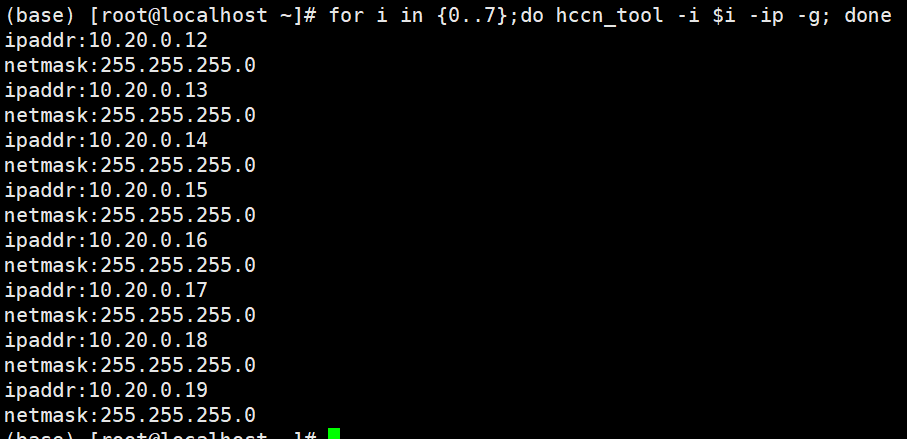 (base) [root@localhost ~]# for i in {0..7};do hccn_tool -i $i -ip -g; done
ipaddr:10.20.0.12
netmask:255.255.255.0
ipaddr:10.20.0.13
netmask:255.255.255.0
ipaddr:10.20.0.14
netmask:255.255.255.0
ipaddr:10.20.0.15
netmask:255.255.255.0
ipaddr:10.20.0.16
netmask:255.255.255.0
ipaddr:10.20.0.17
netmask:255.255.255.0
ipaddr:10.20.0.18
netmask:255.255.255.0
ipaddr:10.20.0.19
netmask:255.255.255.0
(base) [root@localhost ~]#